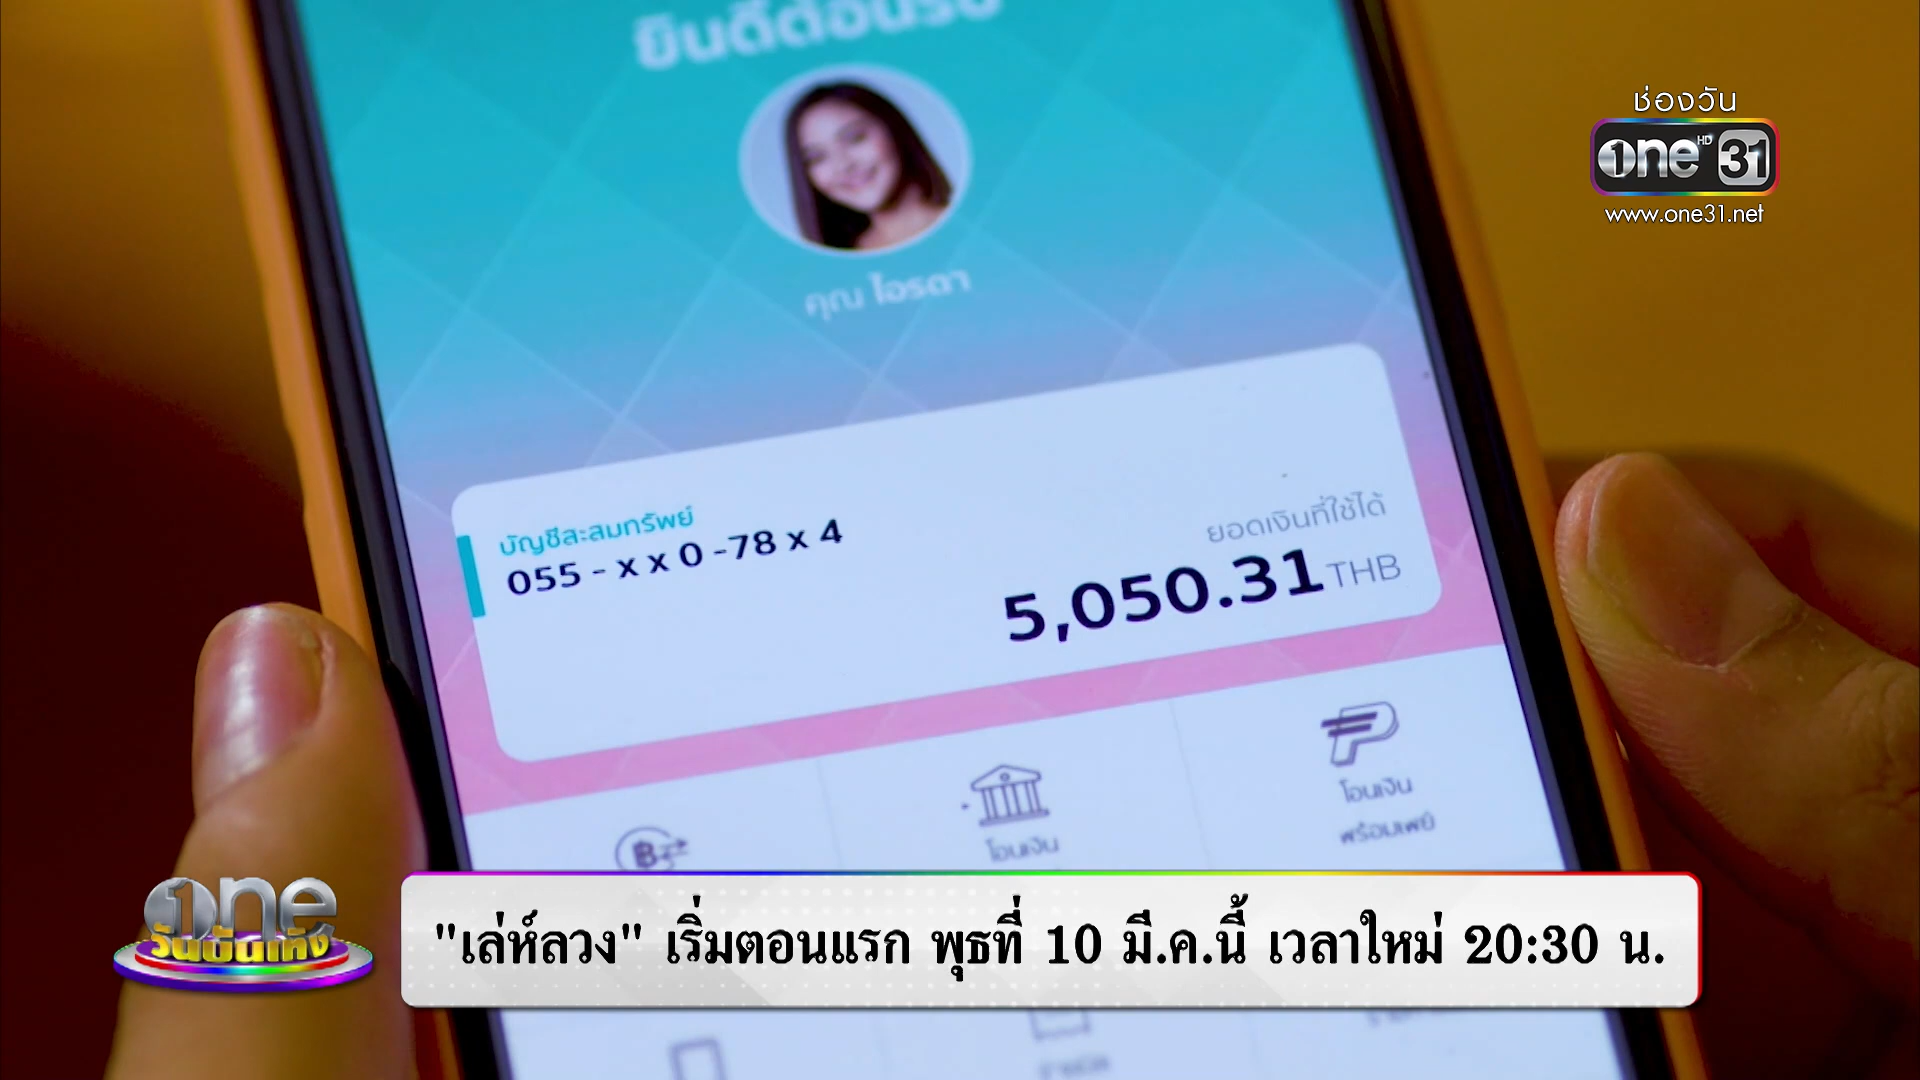 ยินดีต้อนรับ
ช่องวัน
one HD 31
www.one31.net
คุณ ไอรดา
บัญชีสะสมทรัพย์
055 - x x 0 -78 x 4
ยอดเงินที่ใช้ได้
5,050.31 THB
โอนเงิน
พร้อมเพย์
โอนเงิน
one
วันบันเทิง
"เล่ห์ลวง" เริ่มตอนแรก พุธที่ 10 มี.ค.นี้ เวลาใหม่ 20:30 น.
จ่ายบิล